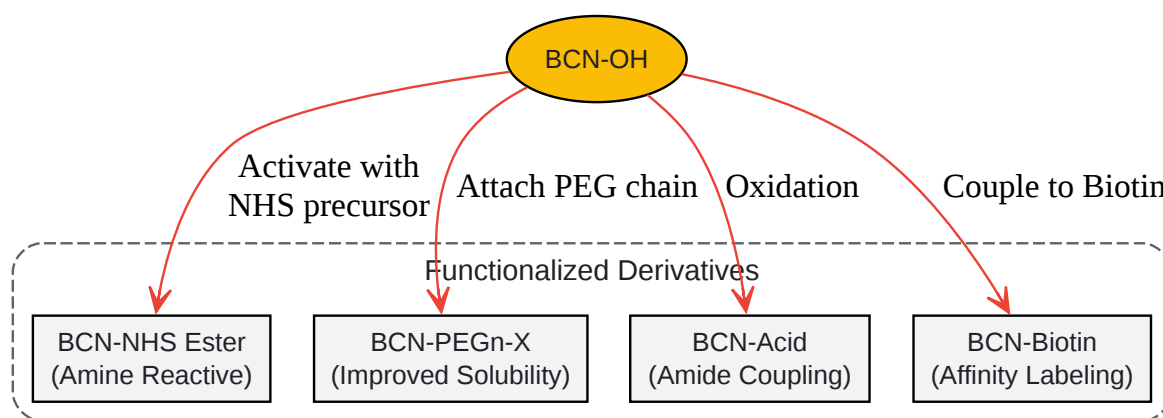 BCN-OH
Activate with
NHS precursor
Attach PEG chain
Oxidation
Couple to Biotin
Functionalized Derivatives
BCN-NHS Ester
(Amine Reactive)
BCN-PEGn-X
(Improved Solubility)
BCN-Acid
(Amide Coupling)
BCN-Biotin
(Affinity Labeling)